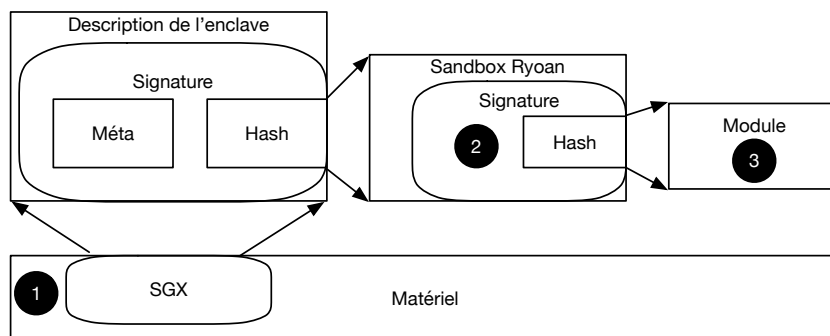 Description de l'enclave
Signature
Méta
Hash
Sandbox Ryoan
Signature
2
Hash
Module
3
1
SGX
Matériel